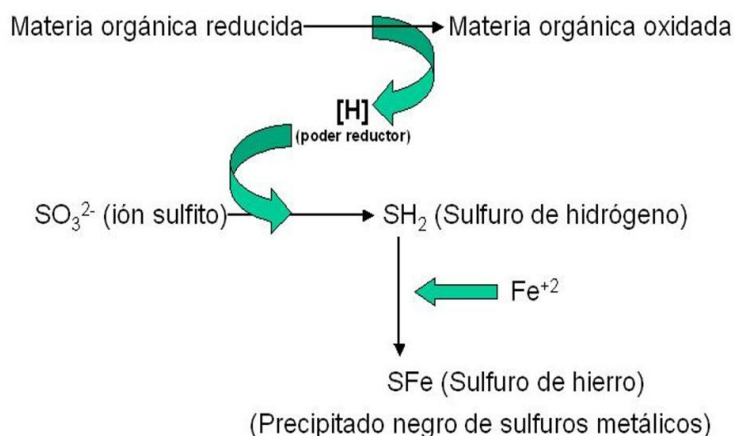 Materia orgánica reducida Materia orgánica oxidada
[H]
(poder reductor)
SO₃²⁻ (ión sulfito) SH₂ (Sulfuro de hidrógeno)
Fe⁺²
SFe (Sulfuro de hierro)
(Precipitado negro de sulfuros metálicos)